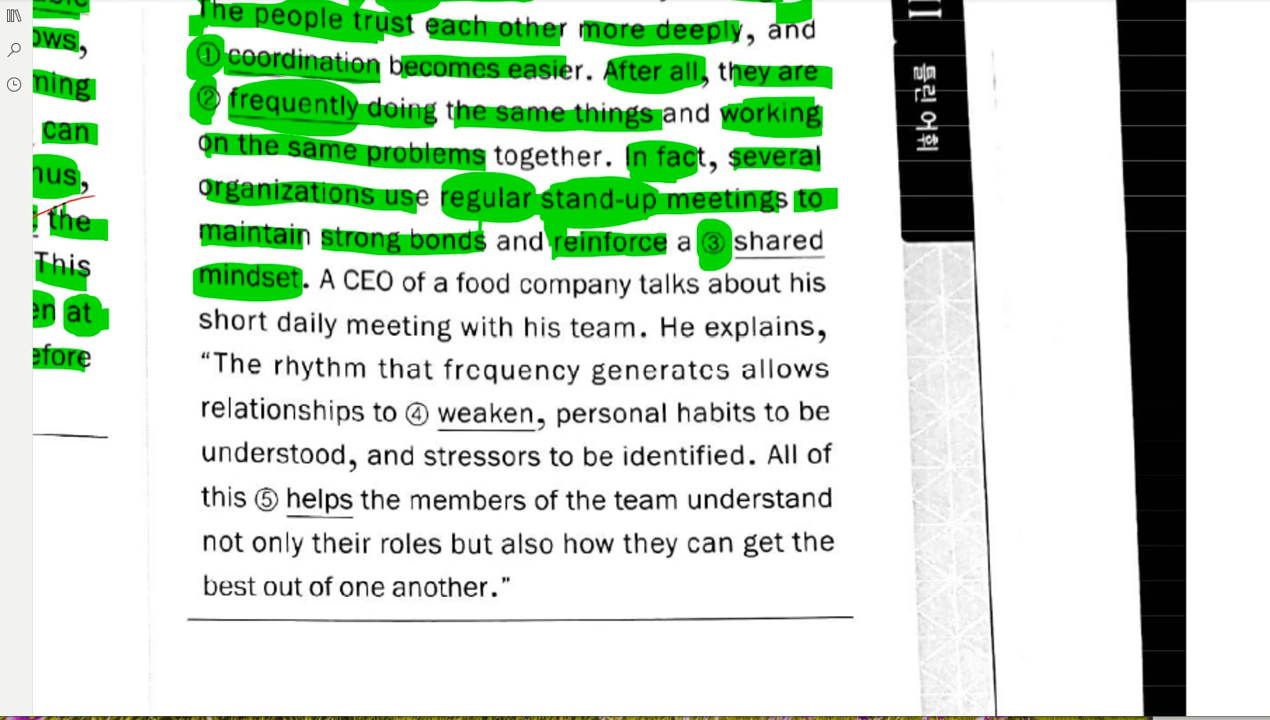 ows,
ming
can
hus,
the
This
en at
efore
The people trust each other more deeply, and
① coordination becomes easier. After all, they are
② frequently doing the same things and working
on the same problems together. In fact, several
organizations use regular stand-up meetings to
maintain strong bonds and reinforce a ③ shared
mindset. A CEO of a food company talks about his
short daily meeting with his team. He explains,
“The rhythm that frequency generates allows
relationships to ④ weaken, personal habits to be
understood, and stressors to be identified. All of
this ⑤ helps the members of the team understand
not only their roles but also how they can get the
best out of one another.”
틀린 어휘